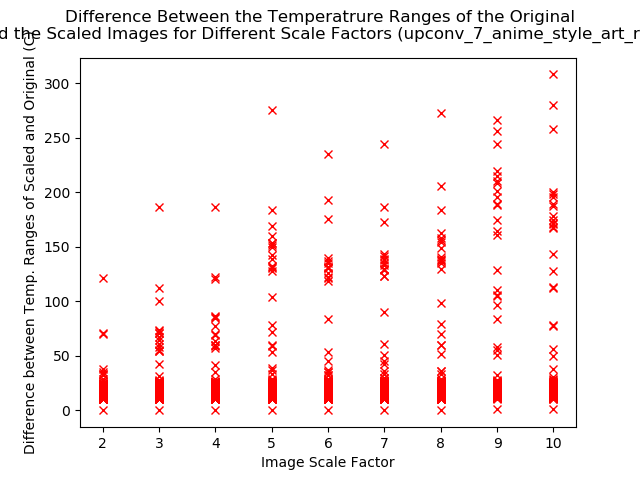 Difference Between the Temperatrure Ranges of the Original
d the Scaled Images for Different Scale Factors (upconv_7_anime_style_art_r
Difference between Temp. Ranges of Scaled and Original (C)
300
250
200
150
100
50
0
2 3 4 5 6 7 8 9 10
Image Scale Factor